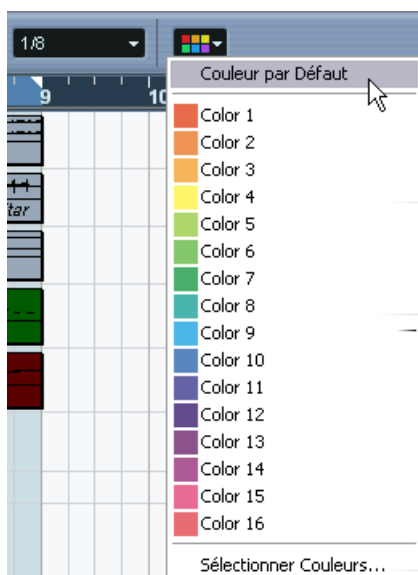 1/8
Couleur par Défaut
9
10
Color 1
Color 2
Color 3
Color 4
tar
Color 5
Color 6
Color 7
Color 8
Color 9
Color 10
Color 11
Color 12
Color 13
Color 14
Color 15
Color 16
Sélectionner Couleurs...